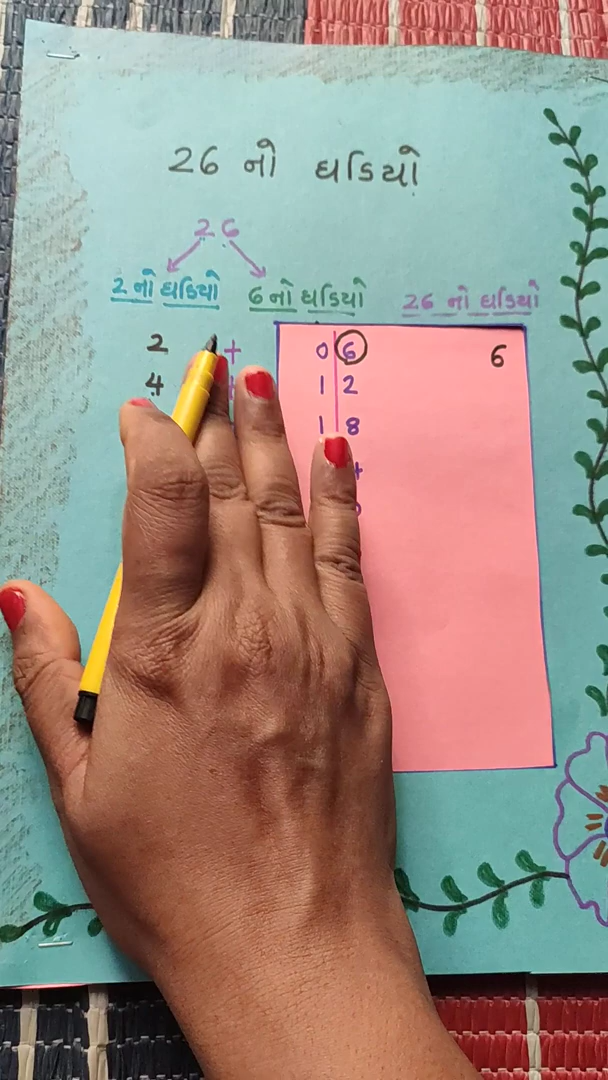 26 નો ઘડિયો
26
2 નો ઘડિયો 6 નો ઘડિયો 26 નો ઘડિયો
2 + 0 6 6
4 1 2
1 8